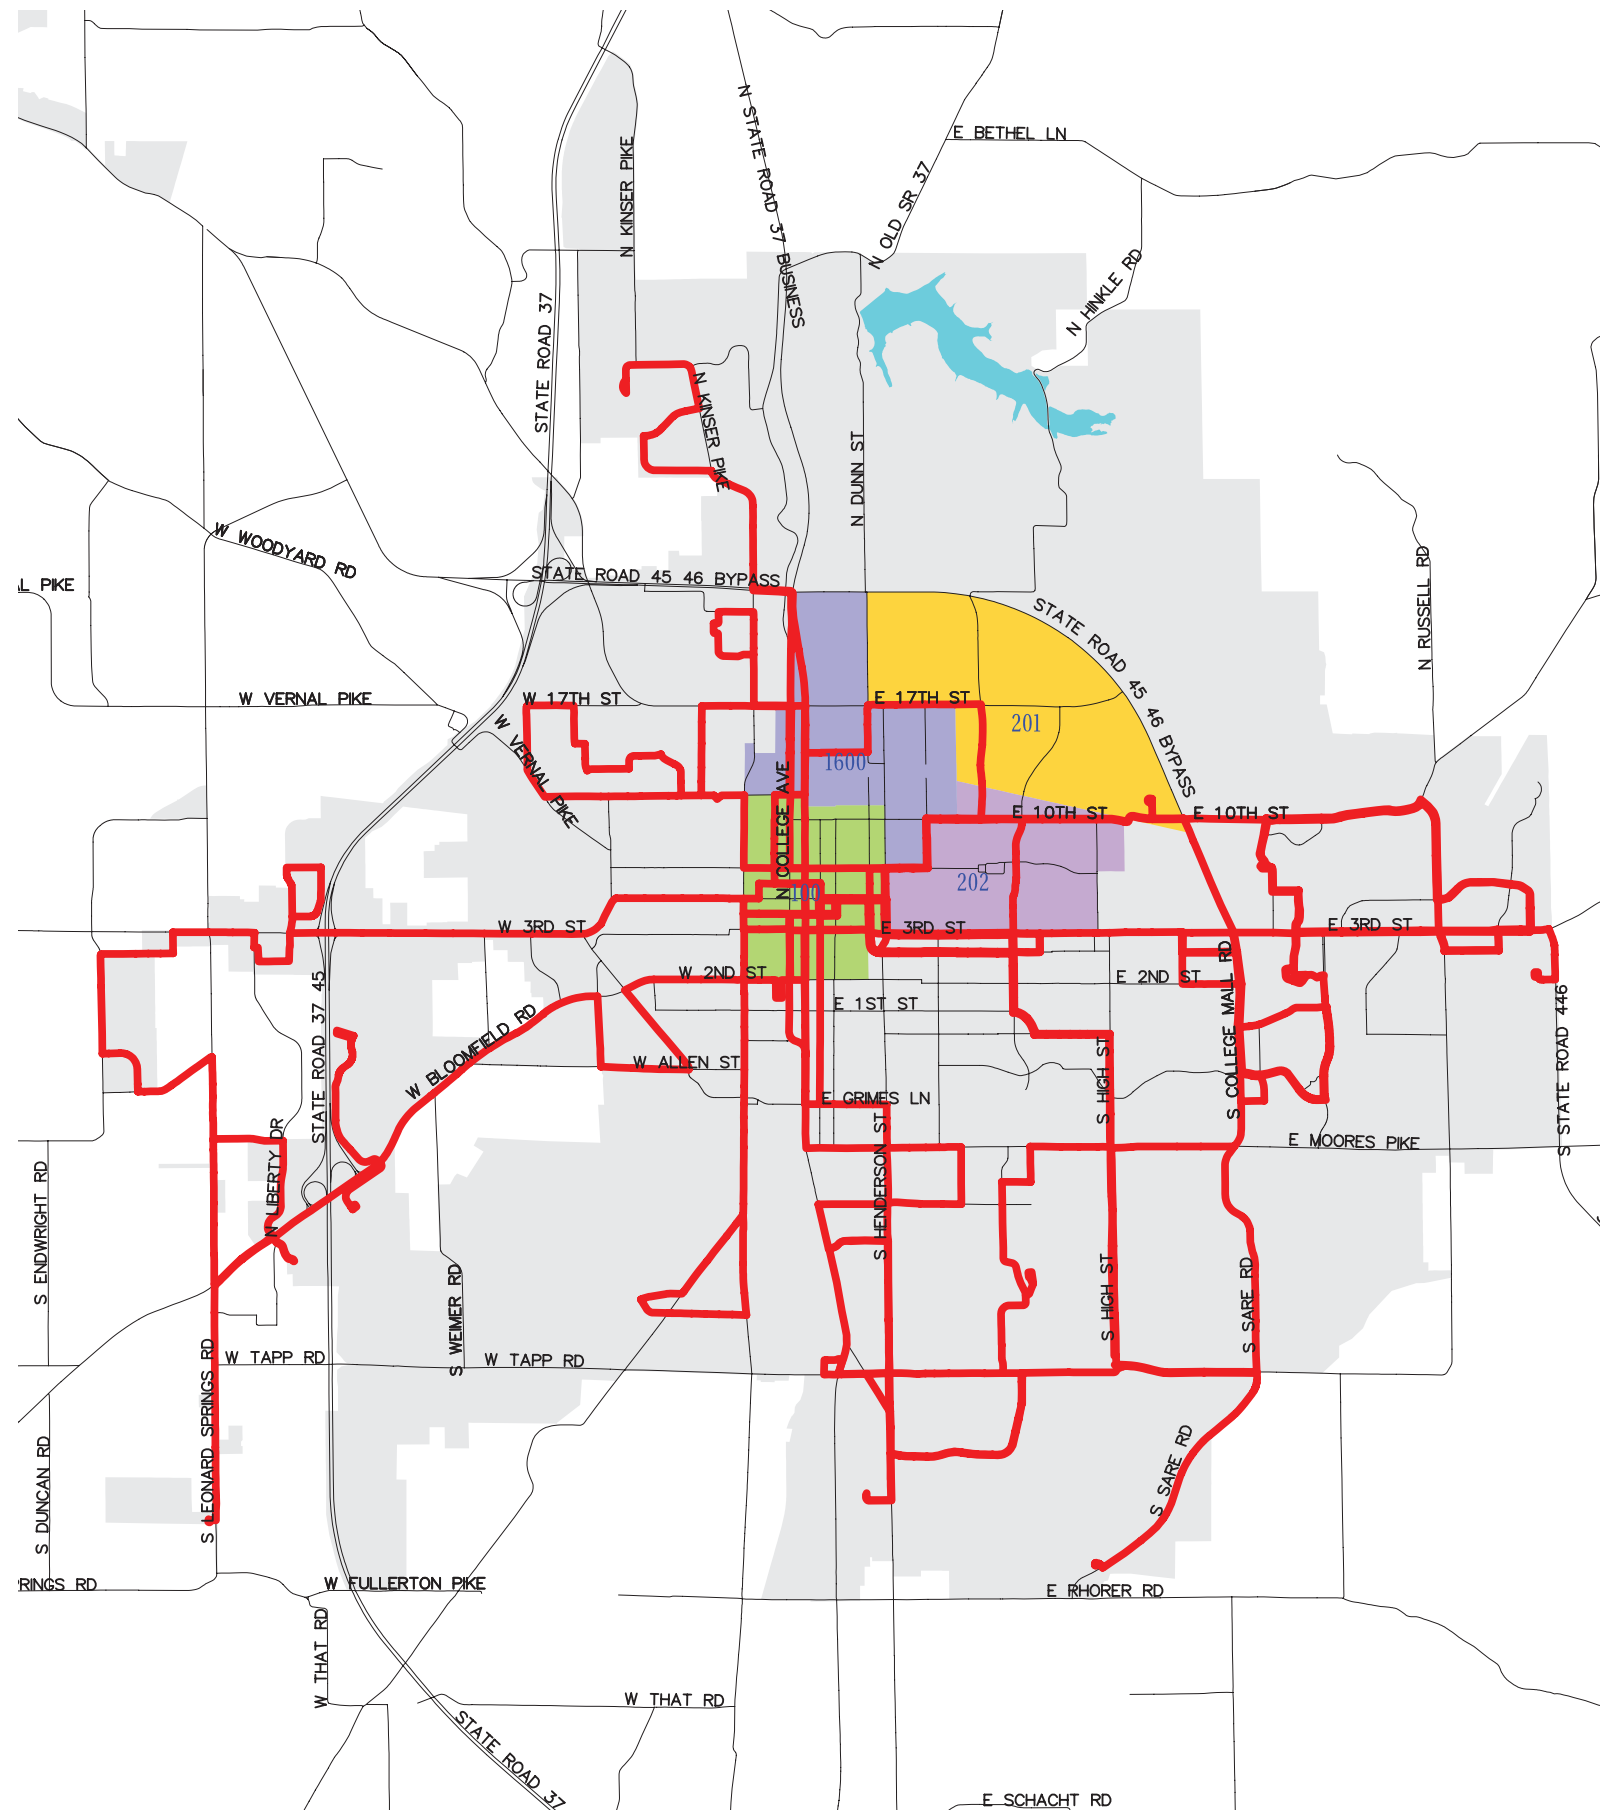 E BETHEL LN
N KINSER PIKE
N STATE ROAD 37 BUSINESS
N OLD SR 37
N HINKLE RD
STATE ROAD 37
N KINSER PIKE
N DUNN ST
W WOODYARD RD
N RUSSELL RD
STATE ROAD 45 46 BYPASS
L PIKE
STATE ROAD 45 46 BYPASS
W VERNAL PIKE
W 17TH ST
E 17TH ST
201
W VERNAL PIKE
1600
N COLLEGE AVE
E 10TH ST
E 10TH ST
202
100
W 3RD ST
E 3RD ST
E 3RD ST
W 2ND ST
E 2ND ST
STATE ROAD 37 45
S COLLEGE MALL RD
E 1ST ST
W BLOOMFIELD RD
W ALLEN ST
S HIGH ST
S STATE ROAD 446
E GRIMES LN
N LIBERTY DR
S HENDERSON ST
E MOORES PIKE
S ENDWRIGHT RD
S WEIMER RD
S HIGH ST
S SARE RD
W TAPP RD
W TAPP RD
S LEONARD SPRINGS RD
S DUNCAN RD
S SARE RD
RINGS RD
W FULLERTON PIKE
E RHORER RD
W THAT RD
W THAT RD
STATE ROAD 37
E SCHACHT RD